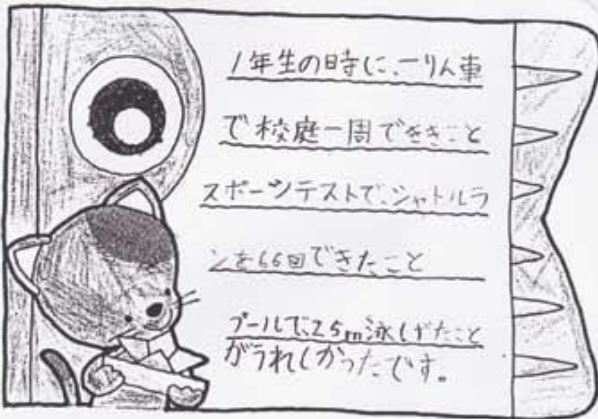 1年生の時に、一りん車
で校庭一周できたこと
スポーツテストで、シャトルラ
ンを66回できたこと
プールで、25m泳しげたこと
がうれしかったです。